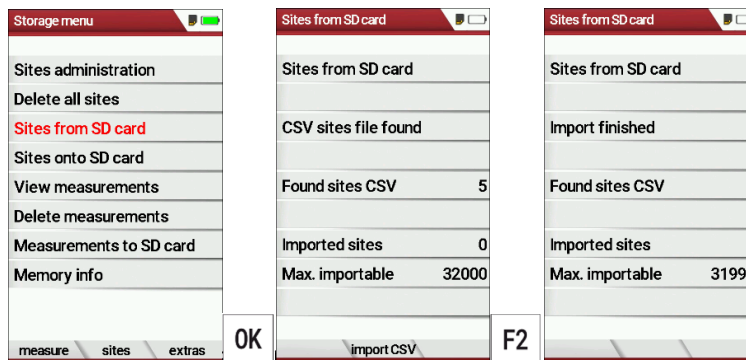 Storage menu
Sites administration
Delete all sites
Sites from SD card
Sites onto SD card
View measurements
Delete measurements
Measurements to SD card
Memory info
measure sites extras
OK
Sites from SD card
Sites from SD card
CSV sites file found
Found sites CSV 5
Imported sites 0
Max. importable 32000
import CSV
F2
Sites from SD card
Sites from SD card
Import finished
Found sites CSV
Imported sites
Max. importable 3199